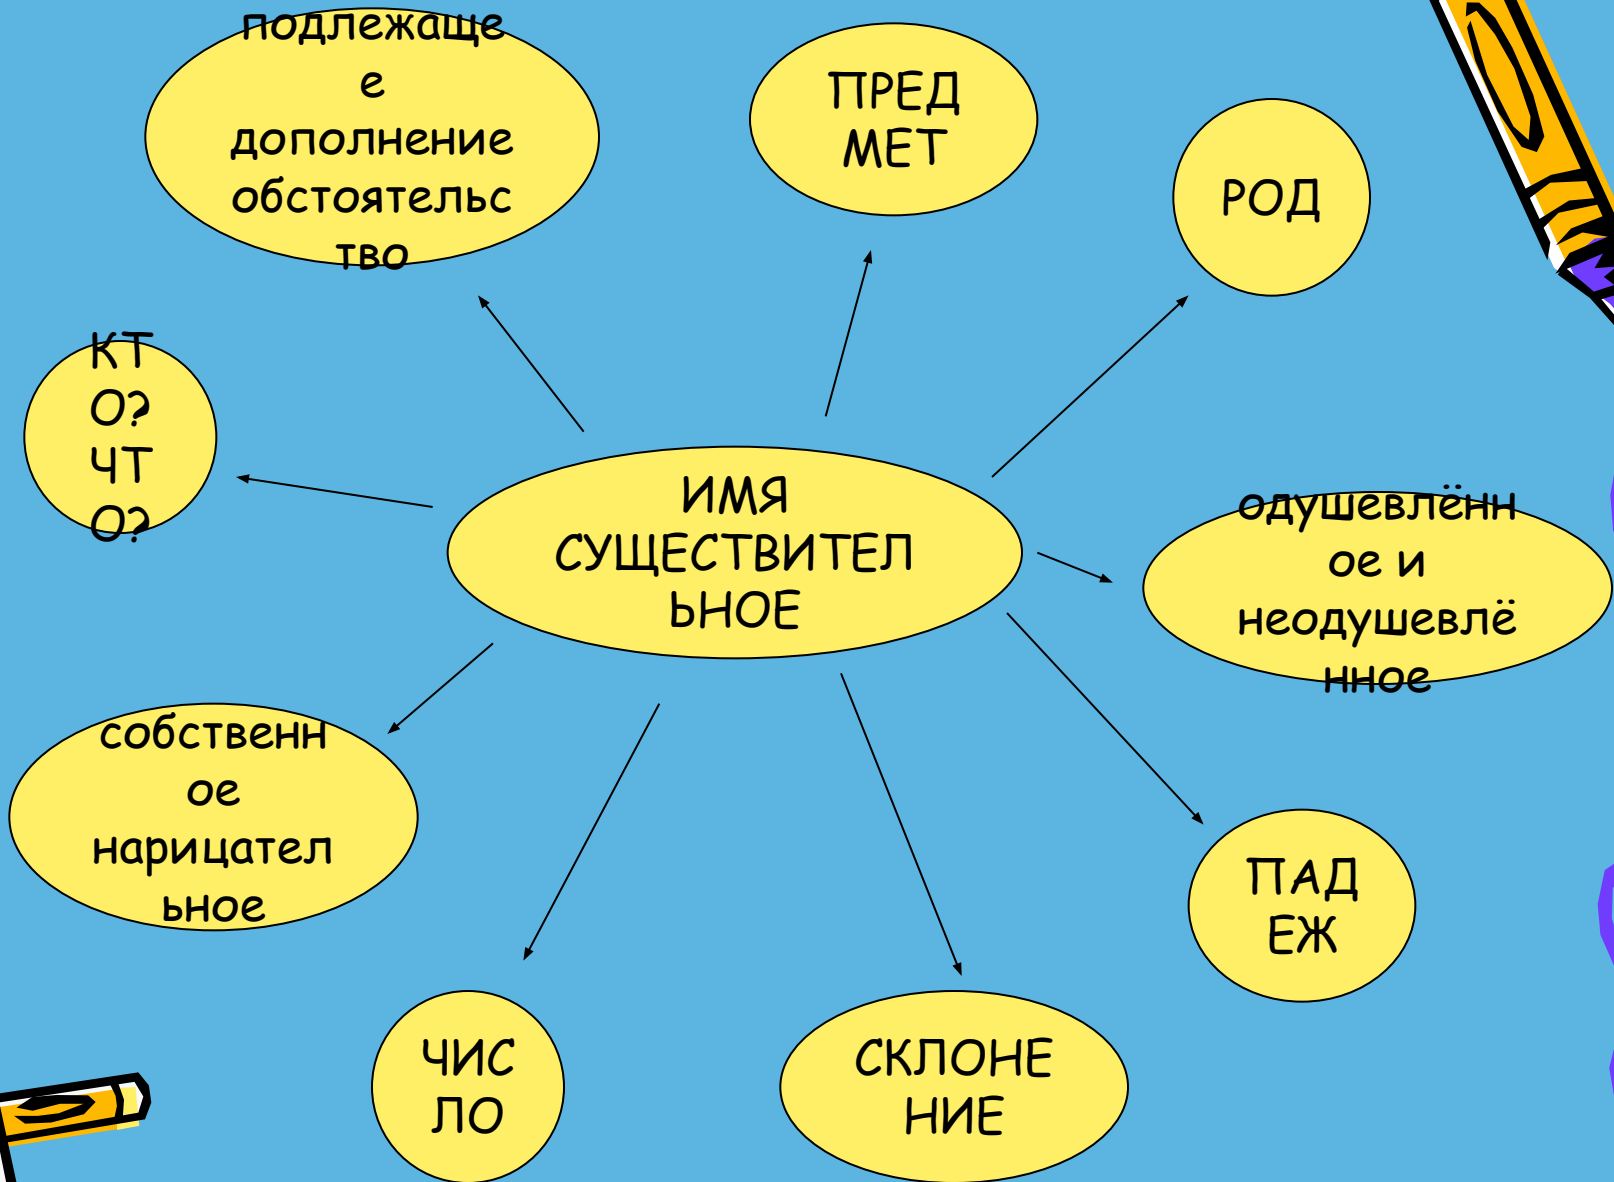 подлежаще
е
дополнение
обстоятельс
тво
ПРЕД
МЕТ
РОД
КТ
О?
ЧТ
О?
ИМЯ
СУЩЕСТВИТЕЛ
ЬНОЕ
одушевлённ
ое и
неодушевлё
нное
собственн
ое
нарицател
ьное
ПАД
ЕЖ
ЧИС
ЛО
СКЛОНЕ
НИЕ